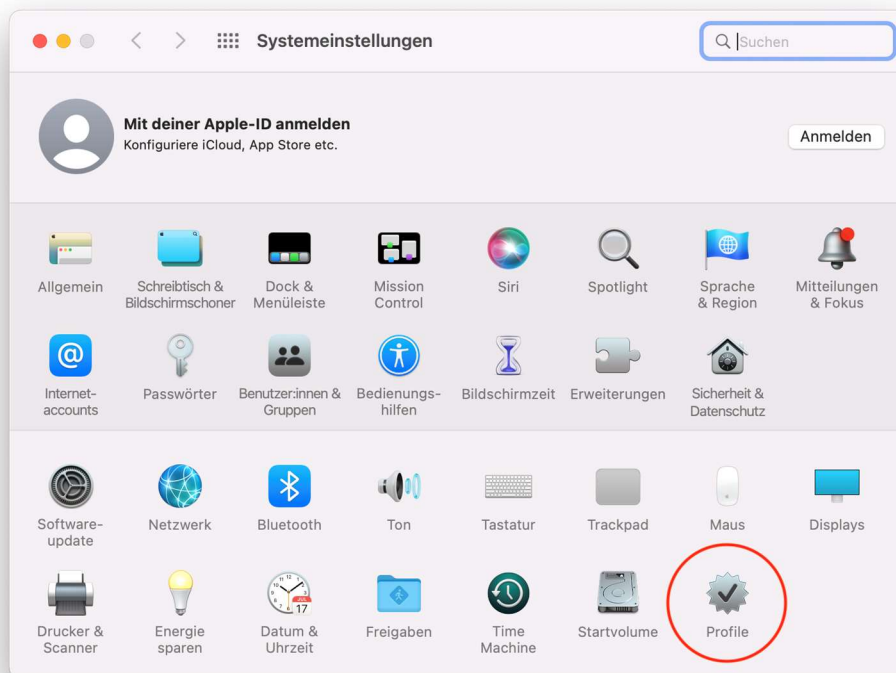 Systemeinstellungen
Suchen
Mit deiner Apple-ID anmelden
Konfiguriere iCloud, App Store etc.
Anmelden
Allgemein
Schreibtisch &
Bildschirmschoner
Dock &
Menüleiste
Mission
Control
Siri
Spotlight
Sprache
& Region
Mitteilungen
& Fokus
Internet-
accounts
Passwörter
Benutzer:innen &
Gruppen
Bedienungs-
hilfen
Bildschirmzeit
Erweiterungen
Sicherheit &
Datenschutz
Software-
update
Netzwerk
Bluetooth
Ton
Tastatur
Trackpad
Maus
Displays
Drucker &
Scanner
Energie
sparen
JUL
17
Datum &
Uhrzeit
Freigaben
Time
Machine
Startvolume
Profile